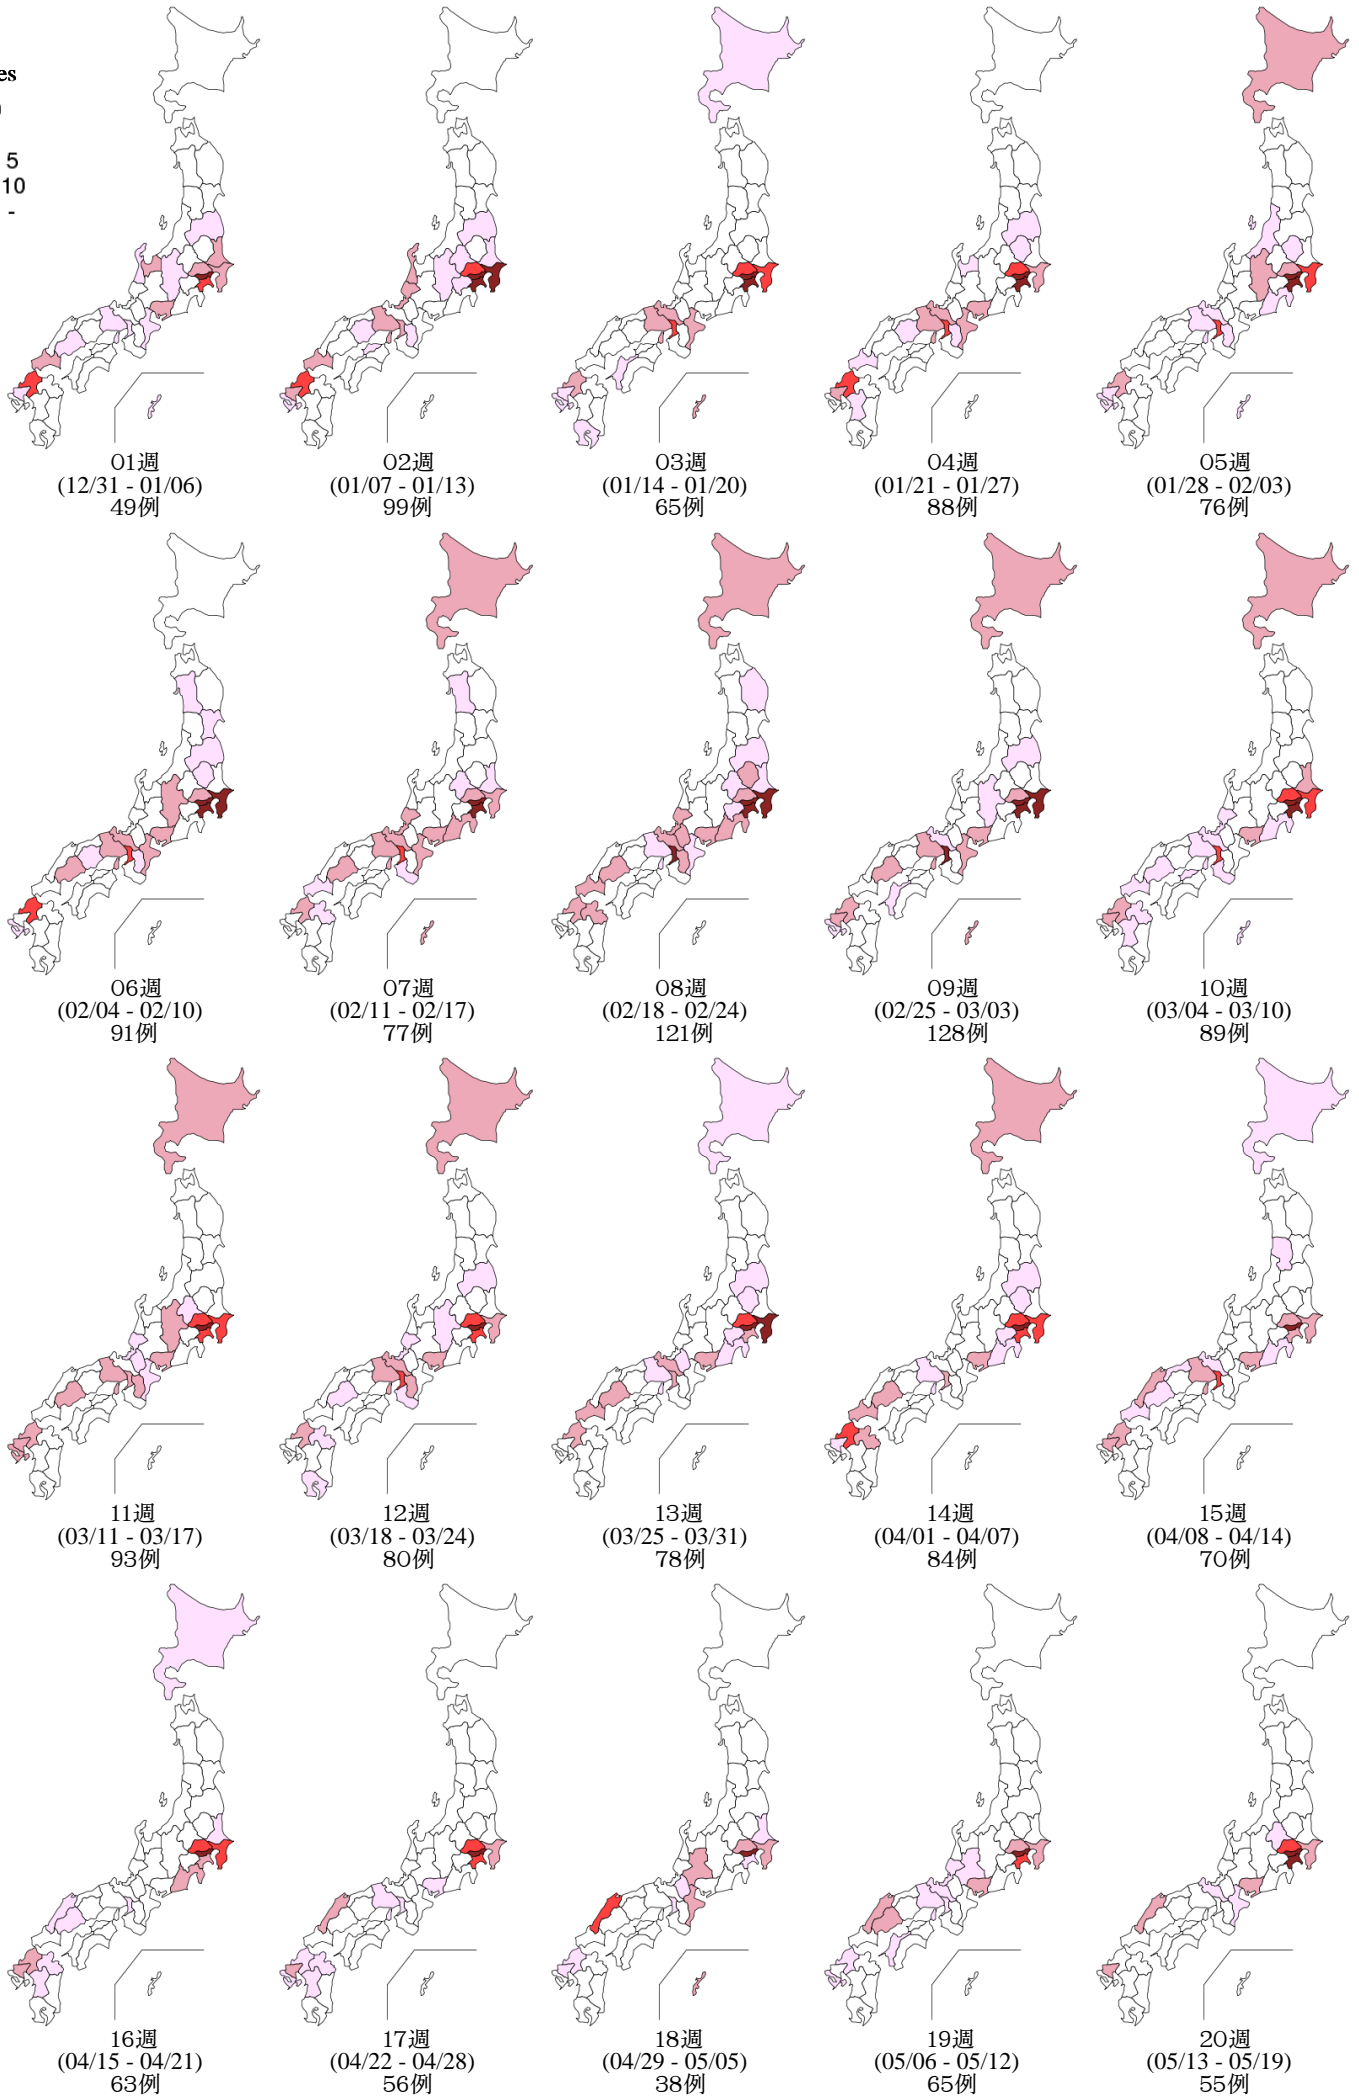 es
5
10
-
01週
(12/31 - 01/06)
49例
02週
(01/07 - 01/13)
99例
03週
(01/14 - 01/20)
65例
04週
(01/21 - 01/27)
88例
05週
(01/28 - 02/03)
76例
06週
(02/04 - 02/10)
91例
07週
(02/11 - 02/17)
77例
08週
(02/18 - 02/24)
121例
09週
(02/25 - 03/03)
128例
10週
(03/04 - 03/10)
89例
11週
(03/11 - 03/17)
93例
12週
(03/18 - 03/24)
80例
13週
(03/25 - 03/31)
78例
14週
(04/01 - 04/07)
84例
15週
(04/08 - 04/14)
70例
16週
(04/15 - 04/21)
63例
17週
(04/22 - 04/28)
56例
18週
(04/29 - 05/05)
38例
19週
(05/06 - 05/12)
65例
20週
(05/13 - 05/19)
55例